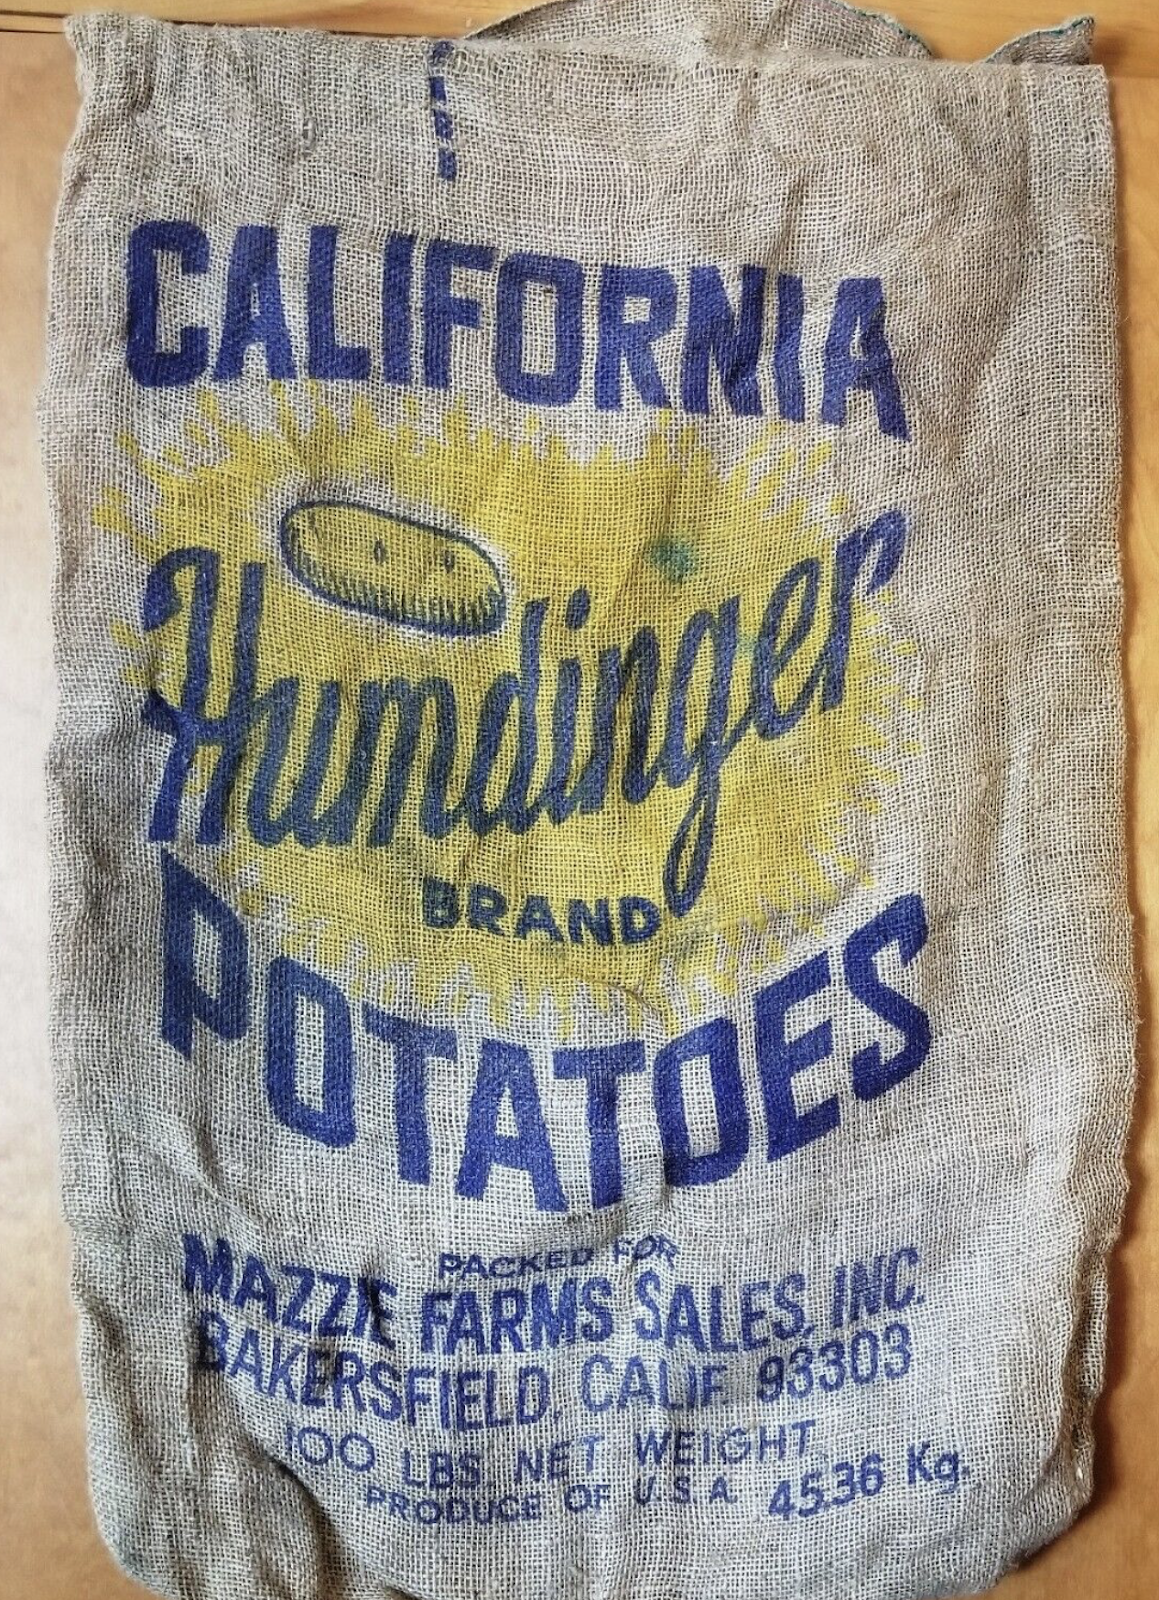 CALIFORNIA
Humdinger
BRAND
POTATOES
PACKED FOR
MAZZIE FARMS SALES, INC.
BAKERSFIELD, CALIF. 93303
100 LBS. NET WEIGHT
PRODUCE OF U.S.A. 45.36 Kg.